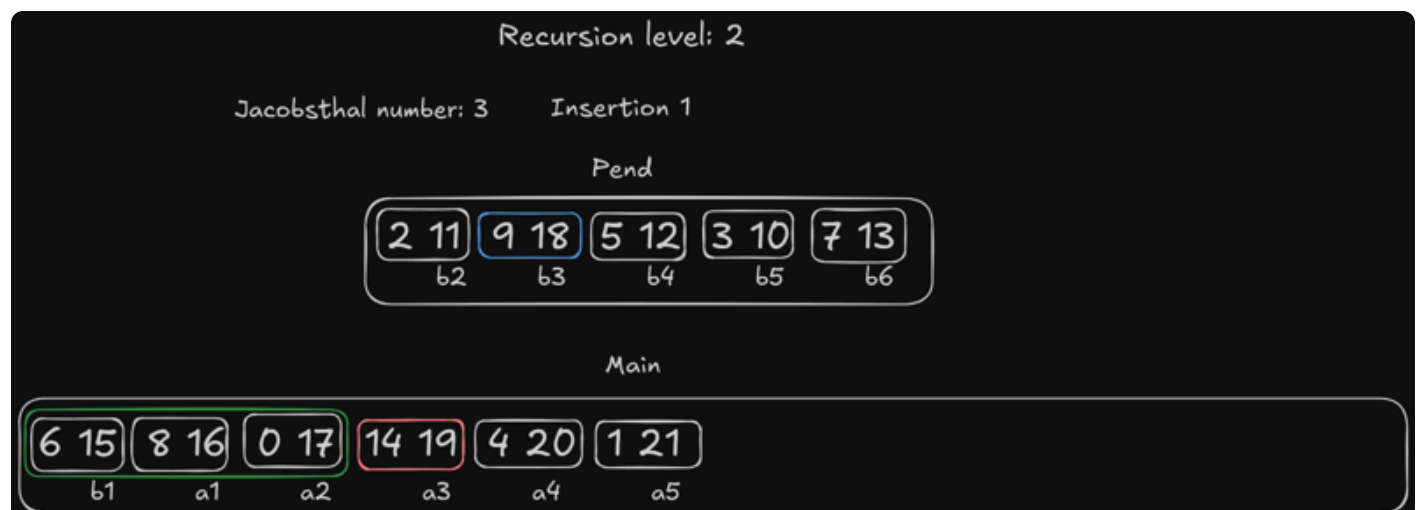 Recursion level: 2
Jacobsthal number: 3 Insertion 1
Pend
2 11 9 18 5 12 3 10 7 13
b2 b3 b4 b5 b6
Main
6 15 8 16 0 17 14 19 4 20 1 21
b1 a1 a2 a3 a4 a5